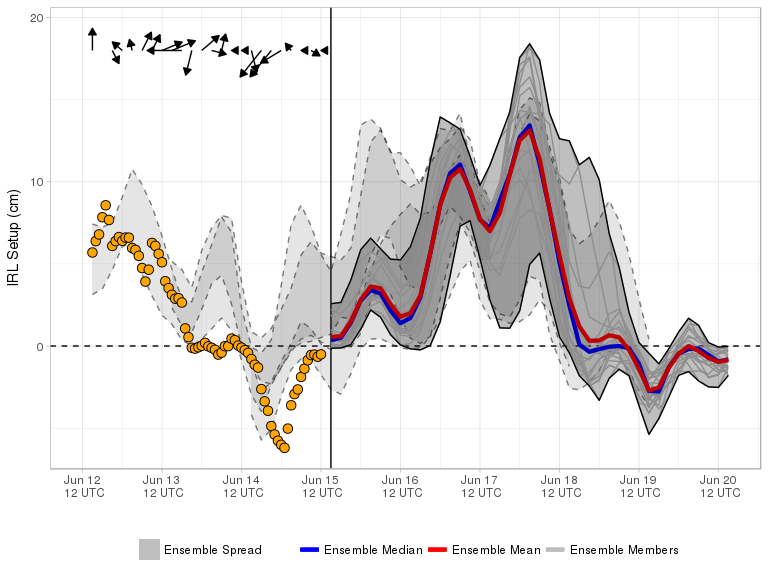 20
10
0
IRL Setup (cm)
Jun 12 Jun 13 Jun 14 Jun 15 Jun 16 Jun 17 Jun 18 Jun 19 Jun 20
12 UTC 12 UTC 12 UTC 12 UTC 12 UTC 12 UTC 12 UTC 12 UTC 12 UTC
Ensemble Spread Ensemble Median Ensemble Mean Ensemble Members